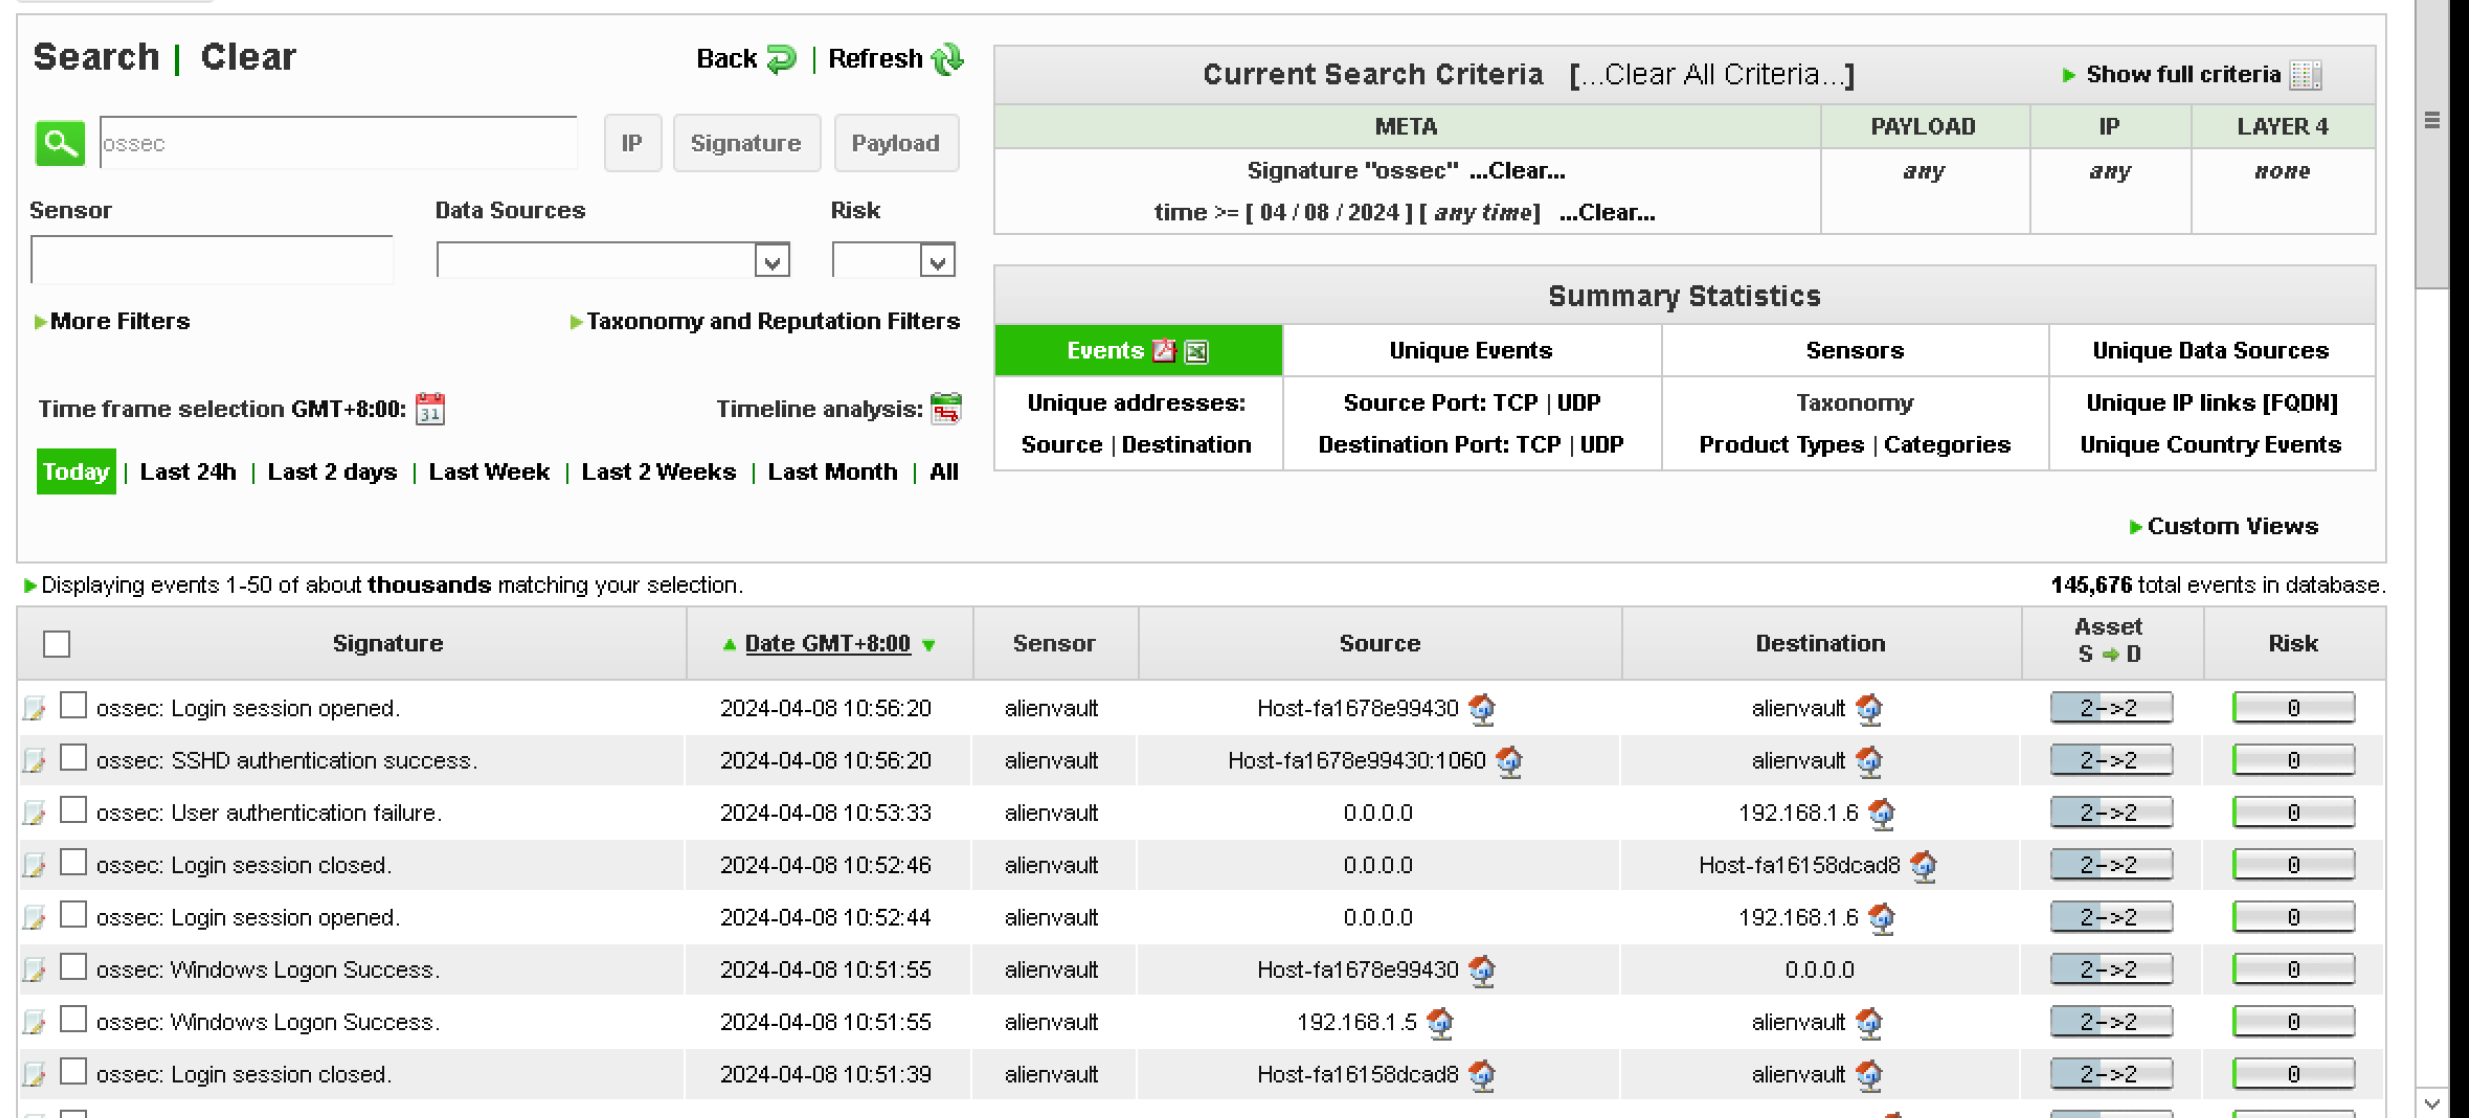 Search | Clear
Back | Refresh
ossec
IP
Signature
Payload
Sensor
Data Sources
Risk
More Filters
Taxonomy and Reputation Filters
Time frame selection GMT+8:00: 31
Timeline analysis:
Today | Last 24h | Last 2 days | Last Week | Last 2 Weeks | Last Month | All
Current Search Criteria [...Clear All Criteria...]
Show full criteria
META PAYLOAD IP LAYER 4
Signature "ossec" ...Clear... any any none
time >= [ 04 / 08 / 2024 ] [ any time] ...Clear...
Summary Statistics
Events Unique Events Sensors Unique Data Sources
Unique addresses: Source Port: TCP | UDP Taxonomy Unique IP links [FQDN]
Source | Destination Destination Port: TCP | UDP Product Types | Categories Unique Country Events
Custom Views
Displaying events 1-50 of about thousands matching your selection.
145,676 total events in database.
Signature Date GMT+8:00 Sensor Source Destination Asset S D Risk
ossec: Login session opened. 2024-04-08 10:56:20 alienvault Host-fa1678e99430 alienvault 2->2 0
ossec: SSHD authentication success. 2024-04-08 10:56:20 alienvault Host-fa1678e99430:1060 alienvault 2->2 0
ossec: User authentication failure. 2024-04-08 10:53:33 alienvault 0.0.0.0 192.168.1.6 2->2 0
ossec: Login session closed. 2024-04-08 10:52:46 alienvault 0.0.0.0 Host-fa16158dcad8 2->2 0
ossec: Login session opened. 2024-04-08 10:52:44 alienvault 0.0.0.0 192.168.1.6 2->2 0
ossec: Windows Logon Success. 2024-04-08 10:51:55 alienvault Host-fa1678e99430 0.0.0.0 2->2 0
ossec: Windows Logon Success. 2024-04-08 10:51:55 alienvault 192.168.1.5 alienvault 2->2 0
ossec: Login session closed. 2024-04-08 10:51:39 alienvault Host-fa16158dcad8 alienvault 2->2 0